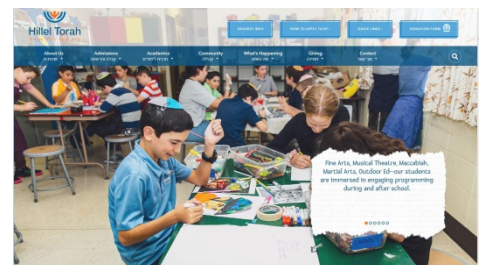 Hillel Torah
REQUEST INFO
HOW TO APPLY TO HT
QUICK LINKS
DONATION FORM
About Us
Admissions
Academics
Community
What's Happening
Giving
Contact
Fine Arts, Musical Theatre, Maccabiah,
Martial Arts, Outdoor Ed—our students
are immersed in engaging programming
during and after school.